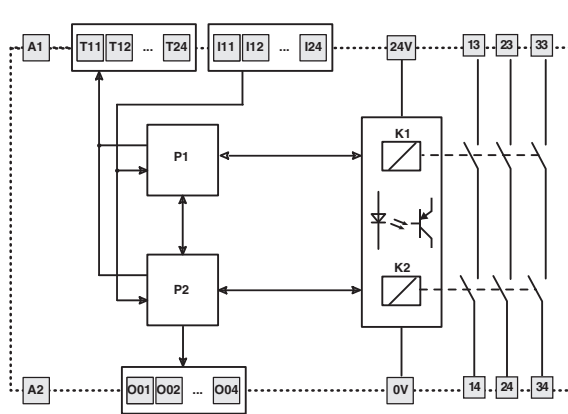 A1 T11 T12 ... T24 I11 I12 ... I24 24V 13 23 33
K1
P1
K2
P2
A2 O01 O02 ... O04 0V 14 24 34